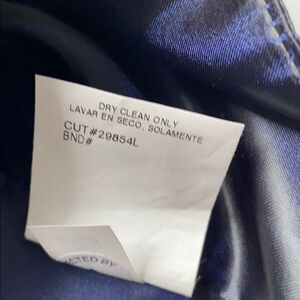 DRY CLEAN ONLY
LAVAR EN SECO, SOLAMENTE
CUT#29854L
BND#